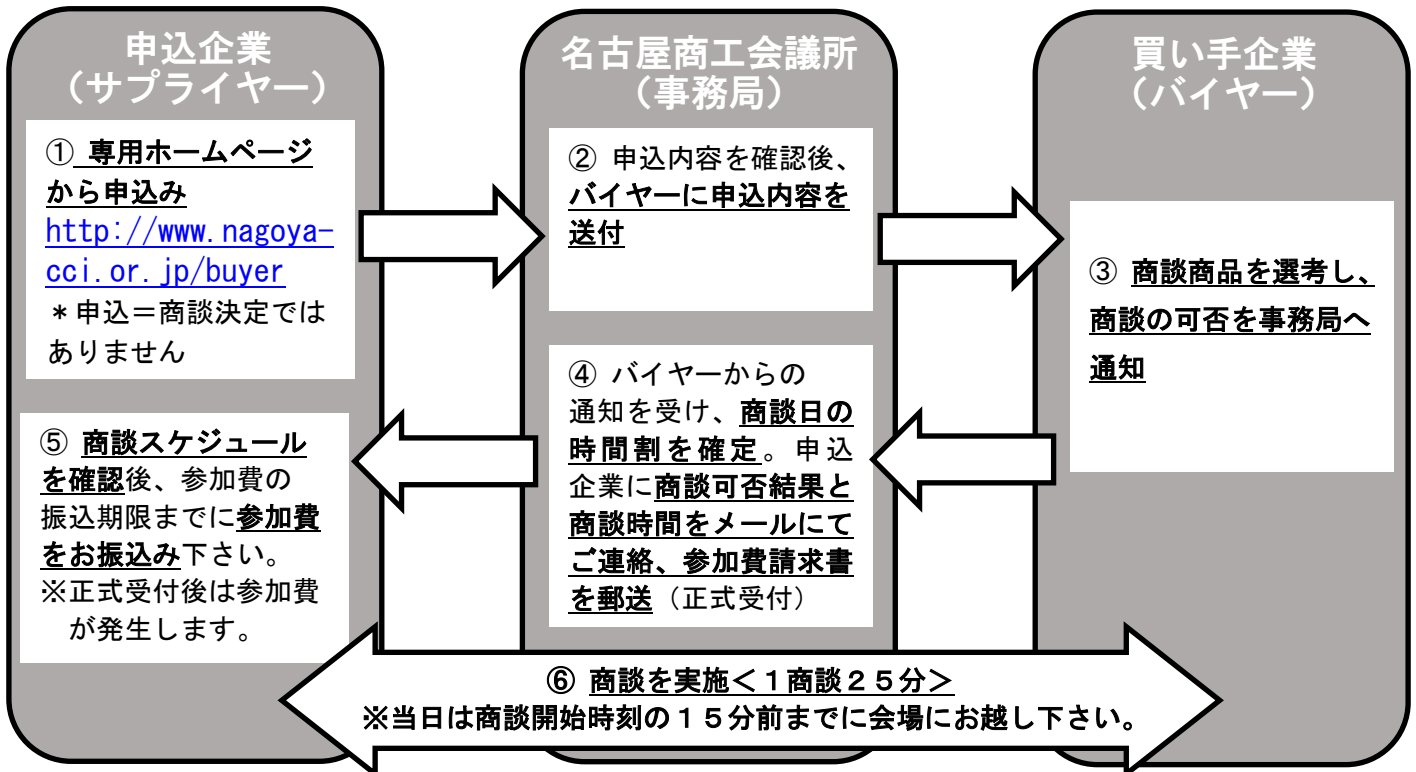 申込企業
（サプライヤー）
① 専用ホームページ
から申込み
http://www.nagoya-
cci.or.jp/buyer
＊申込＝商談決定では
ありません
名古屋商工会議所
（事務局）
② 申込内容を確認後、
バイヤーに申込内容を
送付
買い手企業
（バイヤー）
③ 商談商品を選考し、
商談の可否を事務局へ
通知
④ バイヤーからの
通知を受け、商談日の
時間割を確定。申込
企業に商談可否結果と
商談時間をメールにて
ご連絡、参加費請求書
を郵送（正式受付）
⑤ 商談スケジュール
を確認後、参加費の
振込期限までに参加費
をお振込み下さい。
※正式受付後は参加費
が発生します。
⑥ 商談を実施＜１商談２５分＞
※当日は商談開始時刻の１５分前までに会場にお越し下さい。